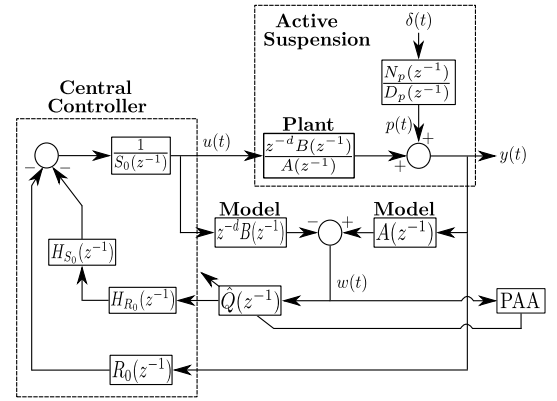 Active
Suspension
δ(t)
N_p(z^{-1})
D_p(z^{-1})
p(t)
Central
Controller
1
S_0(z^{-1})
u(t)
Plant
z^{-d}B(z^{-1})
A(z^{-1})
+
+
y(t)
−
−
Model
z^{-d}B(z^{-1})
−
+
Model
A(z^{-1})
H_{S_0}(z^{-1})
w(t)
H_{R_0}(z^{-1})
Q̂(z^{-1})
PAA
R_0(z^{-1})